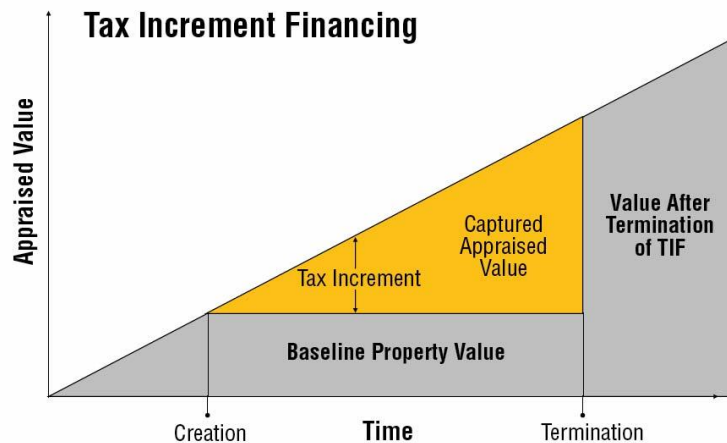 Tax Increment Financing
Appraised Value
Captured
Appraised
Value
Tax Increment
Value After
Termination
of TIF
Baseline Property Value
Creation
Time
Termination